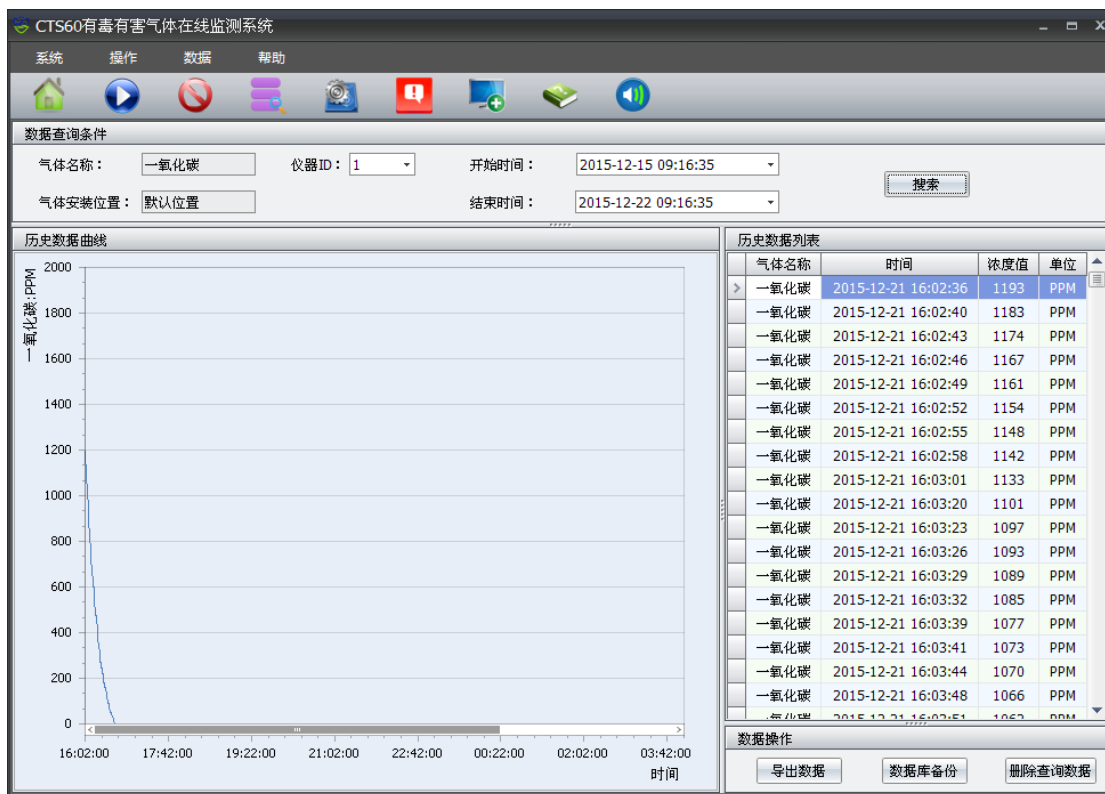 CTS60有毒有害气体在线监测系统
系统 操作 数据 帮助
数据查询条件
气体名称： 一氧化碳 仪器ID： 1 开始时间： 2015-12-15 09:16:35
搜索
气体安装位置： 默认位置 结束时间： 2015-12-22 09:16:35
历史数据曲线
一氧化碳:PPM
2000
1800
1600
1400
1200
1000
800
600
400
200
0
16:02:00 17:42:00 19:22:00 21:02:00 22:42:00 00:22:00 02:02:00 03:42:00
时间
历史数据列表
气体名称 时间 浓度值 单位
一氧化碳 2015-12-21 16:02:36 1193 PPM
一氧化碳 2015-12-21 16:02:40 1183 PPM
一氧化碳 2015-12-21 16:02:43 1174 PPM
一氧化碳 2015-12-21 16:02:46 1167 PPM
一氧化碳 2015-12-21 16:02:49 1161 PPM
一氧化碳 2015-12-21 16:02:52 1154 PPM
一氧化碳 2015-12-21 16:02:55 1148 PPM
一氧化碳 2015-12-21 16:02:58 1142 PPM
一氧化碳 2015-12-21 16:03:01 1133 PPM
一氧化碳 2015-12-21 16:03:20 1101 PPM
一氧化碳 2015-12-21 16:03:23 1097 PPM
一氧化碳 2015-12-21 16:03:26 1093 PPM
一氧化碳 2015-12-21 16:03:29 1089 PPM
一氧化碳 2015-12-21 16:03:32 1085 PPM
一氧化碳 2015-12-21 16:03:39 1077 PPM
一氧化碳 2015-12-21 16:03:41 1073 PPM
一氧化碳 2015-12-21 16:03:44 1070 PPM
一氧化碳 2015-12-21 16:03:48 1066 PPM
数据操作
导出数据 数据库备份 删除查询数据